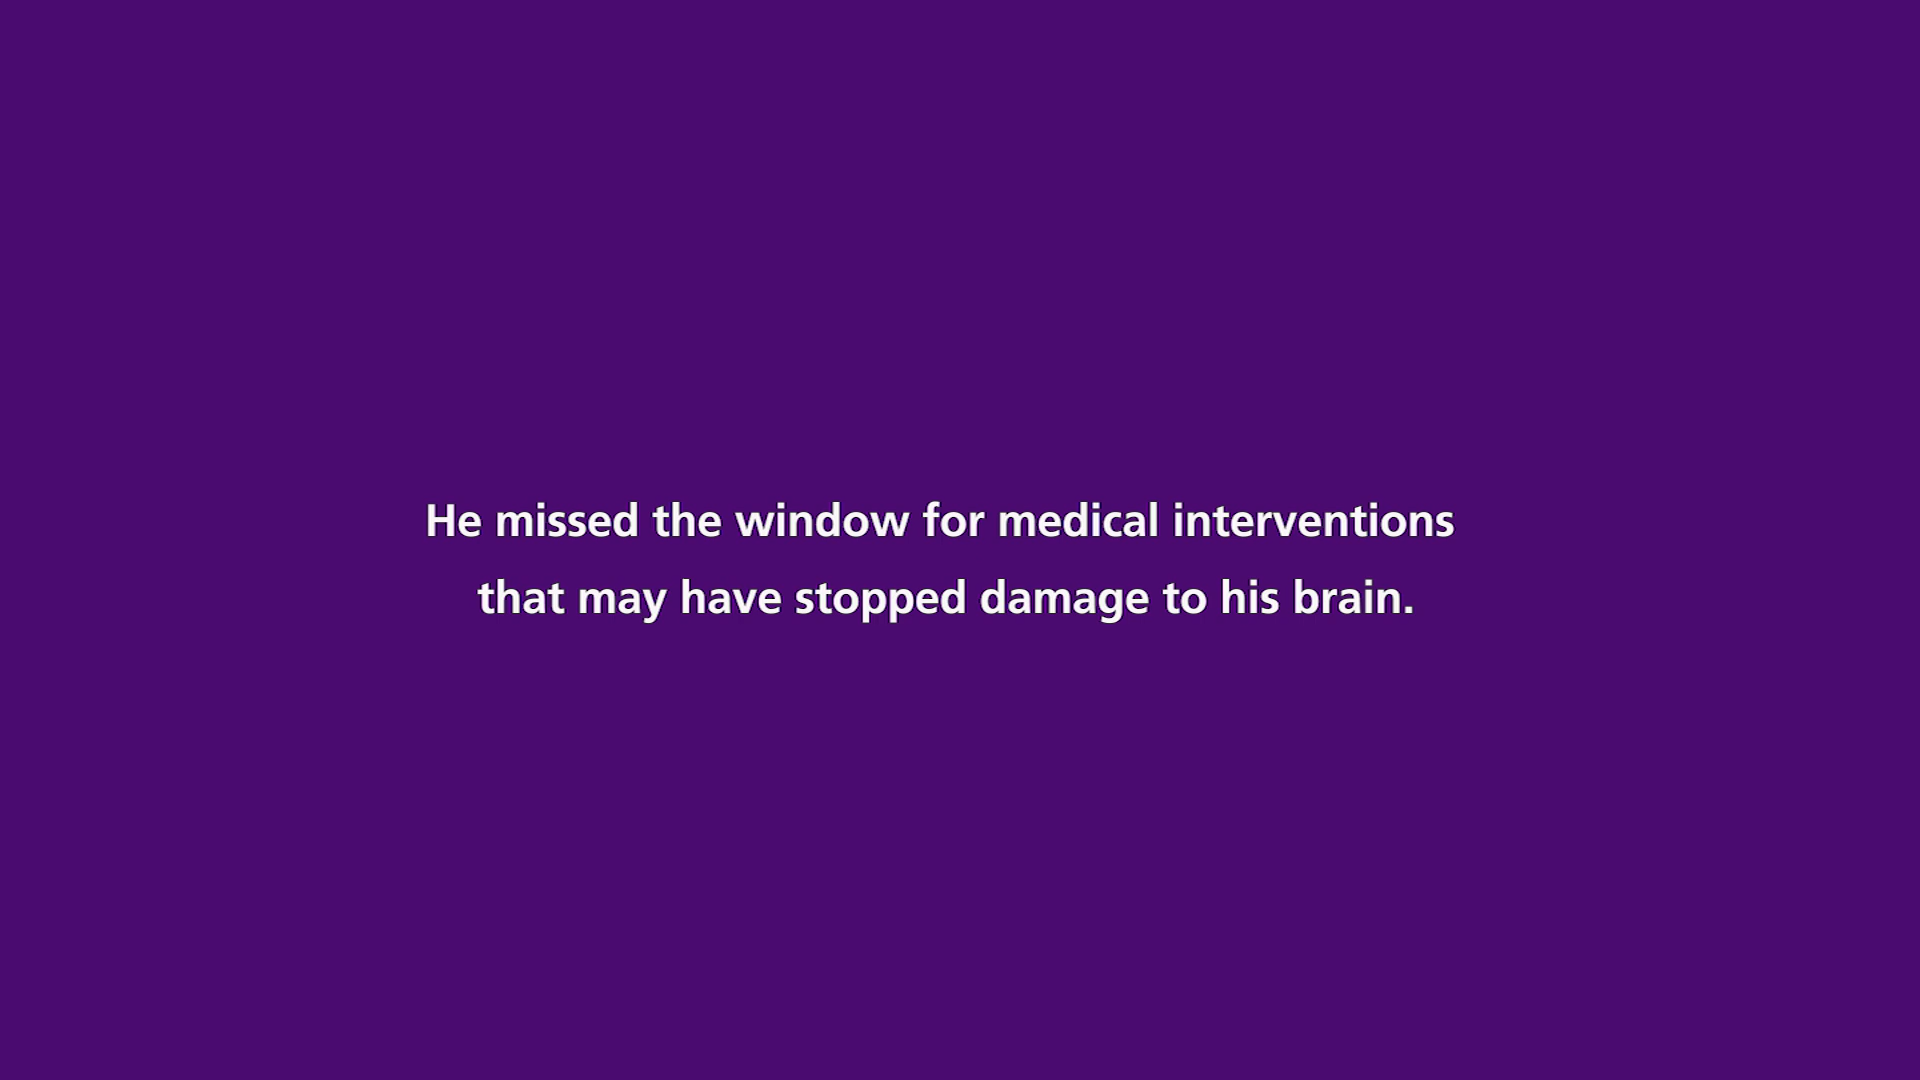 He missed the window for medical interventions
that may have stopped damage to his brain.